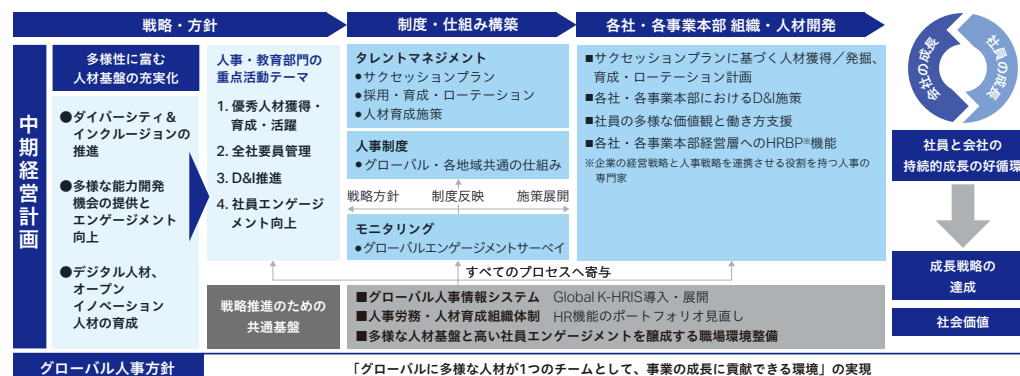 戦略・方針
制度・仕組み構築
各社・各事業本部 組織・人材開発
中期経営計画
多様性に富む
人材基盤の充実化
●ダイバーシティ&
インクルージョンの
推進
●多様な能力開発
機会の提供と
エンゲージメント
向上
●デジタル人材、
オープン
イノベーション
人材の育成
人事・教育部門の
重点活動テーマ
1. 優秀人材獲得・
育成・活躍
2. 全社要員管理
3. D&I推進
4. 社員エンゲージ
メント向上
タレントマネジメント
●サクセッションプラン
●採用・育成・ローテーション
●人材育成施策
人事制度
●グローバル・各地域共通の仕組み
戦略方針 制度反映 施策展開
モニタリング
●グローバルエンゲージメントサーベイ
■サクセッションプランに基づく人材獲得／発掘、
育成・ローテーション計画
■各社・各事業本部におけるD&I施策
■社員の多様な価値観と働き方支援
■各社・各事業本部経営層へのHRBP※機能
※企業の経営戦略と人事戦略を連携させる役割を持つ人事の
専門家
すべてのプロセスへ寄与
戦略推進のための
共通基盤
■グローバル人事情報システム Global K-HRIS導入・展開
■人事労務・人材育成組織体制 HR機能のポートフォリオ見直し
■多様な人材基盤と高い社員エンゲージメントを醸成する職場環境整備
会社の成長
社員の成長
社員と会社の
持続的成長の好循環
成長戦略の
達成
社会価値
グローバル人事方針
「グローバルに多様な人材が1つのチームとして、事業の成長に貢献できる環境」の実現